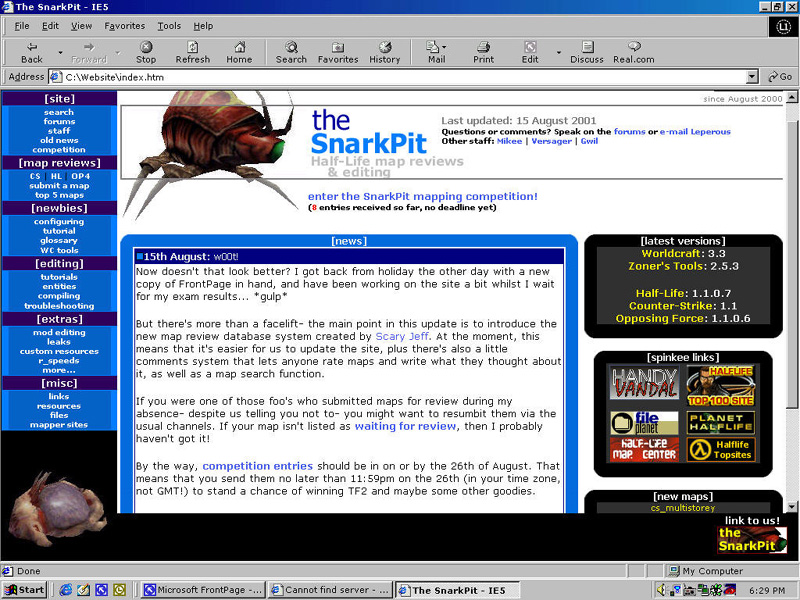 The SnarkPit - IE5
File Edit View Favorites Tools Help
Back Forward Stop Refresh Home Search Favorites History Mail Print Edit Discuss Real.com
Address C:\Website\index.htm Go
[site]
search
forums
staff
old news
competition
[map reviews]
CS | HL | OP4
submit a map
top 5 maps
[newbies]
configuring
tutorial
glossary
WC tools
[editing]
tutorials
entities
compiling
troubleshooting
[extras]
mod editing
leaks
custom resources
r_speeds
more...
[misc]
links
resources
files
mapper sites
since August 2000
the
SnarkPit
Half-Life map reviews
& editing
Last updated: 15 August 2001
Questions or comments? Speak on the forums or e-mail Leperous
Other staff: Mikee | Versager | Gwil
enter the SnarkPit mapping competition!
(8 entries received so far, no deadline yet)
[news]
15th August: w00t!
Now doesn't that look better? I got back from holiday the other day with a new
copy of FrontPage in hand, and have been working on the site a bit whilst I wait
for my exam results... *gulp*
But there's more than a facelift- the main point in this update is to introduce the
new map review database system created by Scary Jeff. At the moment, this
means that it's easier for us to update the site, plus there's also a little
comments system that lets anyone rate maps and write what they thought about
it, as well as a map search function.
If you were one of those foo's who submitted maps for review during my
absence- despite us telling you not to- you might want to resumbit them via the
usual channels. If your map isn't listed as waiting for review, then I probably
haven't got it!
By the way, competition entries should be in on or by the 26th of August. That
means that you send them no later than 11:59pm on the 26th (in your time zone,
not GMT!) to stand a chance of winning TF2 and maybe some other goodies.
[latest versions]
Worldcraft: 3.3
Zoner's Tools: 2.5.3
Half-Life: 1.1.0.7
Counter-Strike: 1.1
Opposing Force: 1.1.0.6
[spinkee links]
HANDY VANDAL
HALFLIFE TOP 100 SITE
file planet
PLANET HALFLIFE
HALF-LIFE MAP CENTER
Halflife Topsites
[new maps]
cs_multistorey
link to us!
the
SnarkPit
Done My Computer
Start Microsoft FrontPage -... Cannot find server - ... The SnarkPit - IE5 6:29 PM